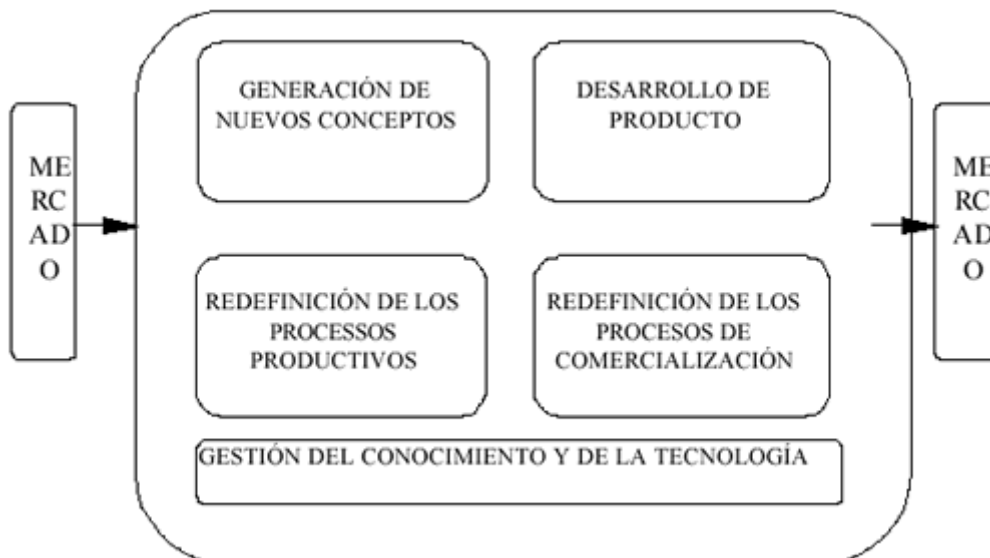 ME
RC
AD
O
GENERACIÓN DE
NUEVOS CONCEPTOS
DESARROLLO DE
PRODUCTO
REDEFINICIÓN DE LOS
PROCESSOS
PRODUCTIVOS
REDEFINICIÓN DE LOS
PROCESOS DE
COMERCIALIZACIÓN
GESTIÓN DEL CONOCIMIENTO Y DE LA TECNOLOGÍA
ME
RC
AD
O